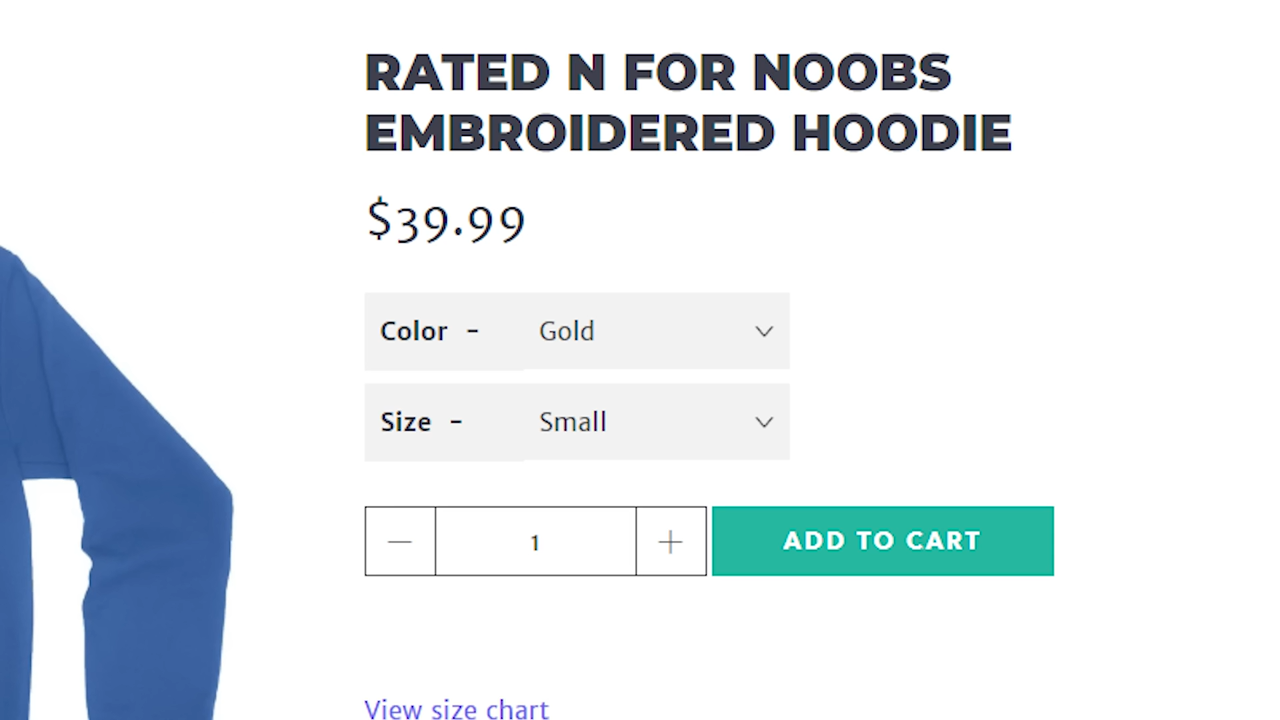 RATED N FOR NOOBS
EMBROIDERED HOODIE
$39.99
Color - Gold
Size - Small
1
ADD TO CART
View size chart